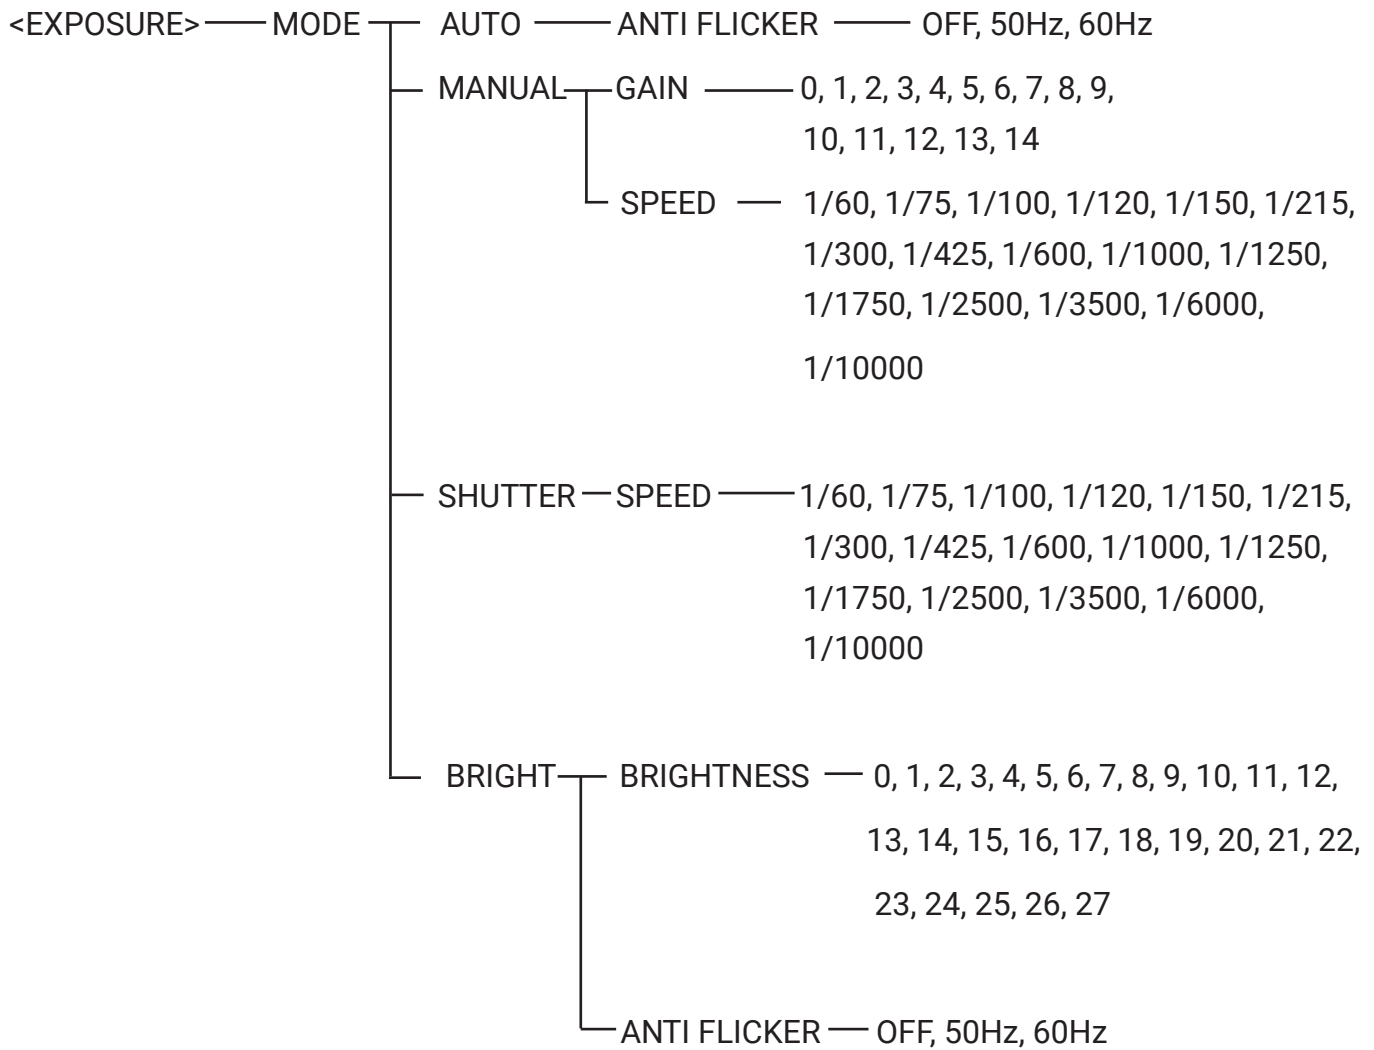 <EXPOSURE> MODE AUTO ANTI FLICKER OFF, 50Hz, 60Hz
MANUAL GAIN 0, 1, 2, 3, 4, 5, 6, 7, 8, 9,
10, 11, 12, 13, 14
SPEED 1/60, 1/75, 1/100, 1/120, 1/150, 1/215,
1/300, 1/425, 1/600, 1/1000, 1/1250,
1/1750, 1/2500, 1/3500, 1/6000,
1/10000
SHUTTER SPEED 1/60, 1/75, 1/100, 1/120, 1/150, 1/215,
1/300, 1/425, 1/600, 1/1000, 1/1250,
1/1750, 1/2500, 1/3500, 1/6000,
1/10000
BRIGHT BRIGHTNESS 0, 1, 2, 3, 4, 5, 6, 7, 8, 9, 10, 11, 12,
13, 14, 15, 16, 17, 18, 19, 20, 21, 22,
23, 24, 25, 26, 27
ANTI FLICKER OFF, 50Hz, 60Hz